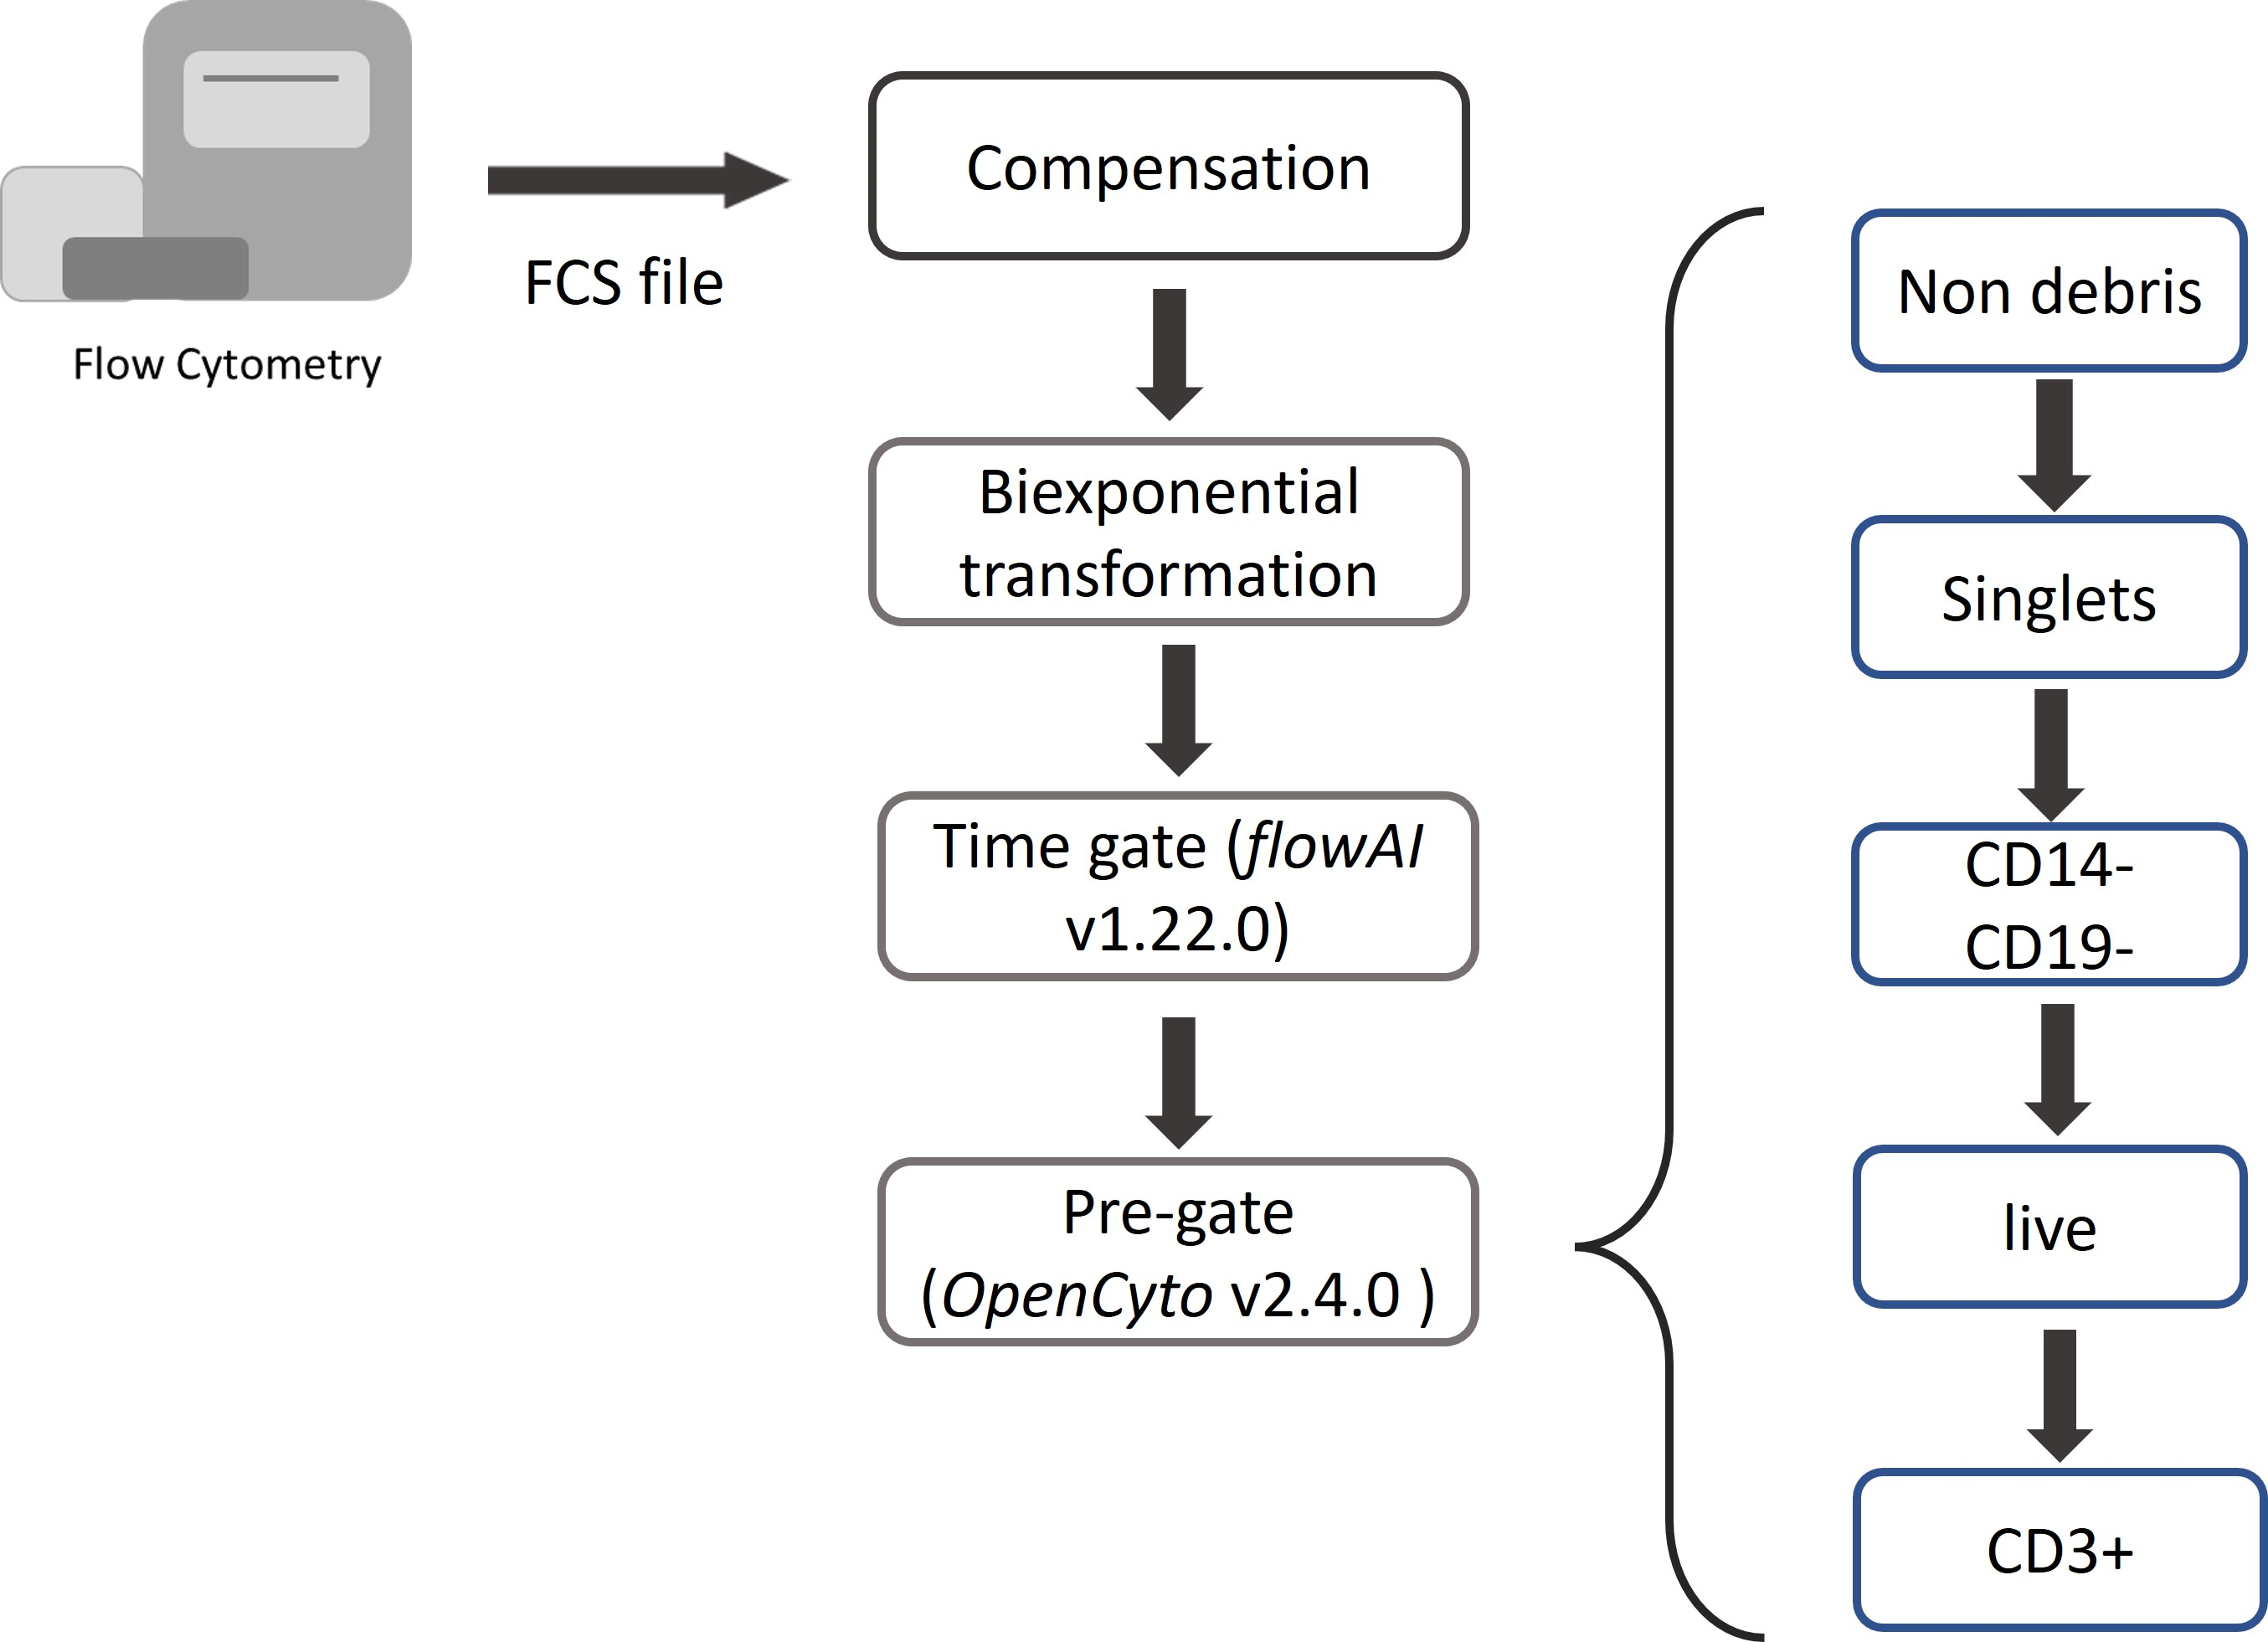 Flow Cytometry
FCS file
Compensation
Biexponential
transformation
Time gate (flowAI
v1.22.0)
Pre-gate
(OpenCyto v2.4.0 )
Non debris
Singlets
CD14-
CD19-
live
CD3+